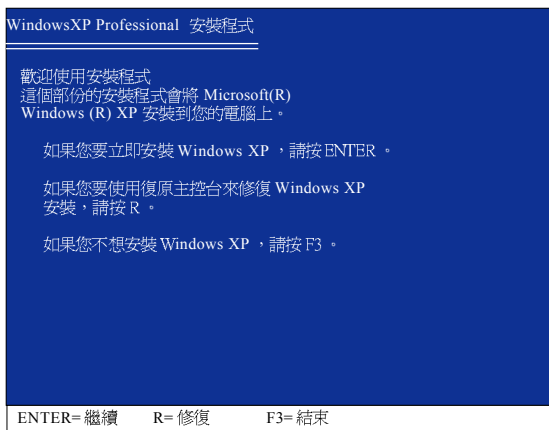 WindowsXP Professional 安裝程式
歡迎使用安裝程式
這個部份的安裝程式會將 Microsoft(R)
Windows (R) XP 安裝到您的電腦上。
如果您要立即安裝 Windows XP ,請按 ENTER 。
如果您要使用復原主控台來修復 Windows XP
安裝,請按 R 。
如果您不想安裝 Windows XP ,請按 F3 。
ENTER= 繼續 R= 修復 F3= 結束